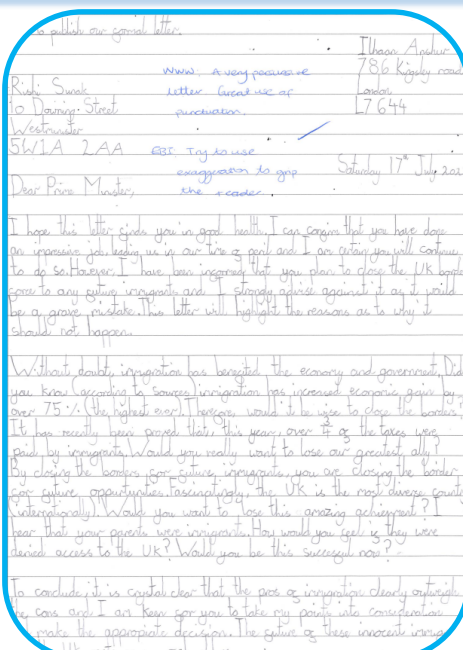 to publish our formal letter.
Ilhaan Anshur
786 Kingsley road
London
L7 644
WWW: A very persuasive
letter. Great use of
punctuation.
EBI: Try to use
exaggeration to grip
the reader.
Rishi Sunak
10 Downing Street
Westminster
SW1A 2AA
Saturday 17th July 202
Dear Prime Minister,
I hope this letter finds you in good health. I can confirm that you have done
an impressive job leading us in our time of peril and I am certain you will continue
to do so. However, I have been informed that you plan to close the UK borders
to any future immigrants and I strongly advise against it as it would
be a grave mistake. This letter will highlight the reasons as to why it
should not happen.
Without doubt, immigration has benefited the economy and government. Did
you know (according to sources) immigration has increased economic gain by
over 75% (the highest ever). Therefore, would it be wise to close the borders,
It has recently been proved that, this year, over of the taxes were
paid by immigrants. Would you really want to lose our greatest ally?
By closing the borders for future immigrants, you are closing the border
for future oppurtunities. Fascinatingly, the UK is the most diverse count
(internationally). Would you want to lose this amazing achievment? I
hear that your parents were immigrants. How would you feel if they were
denied access to the UK? Would you be this successful now?
To conclude, it is crystal clear that the pros of immigration clearly outweigh
the cons and I am keen for you to take my points into consideration
make the appropiate decision. The future of these innocent immig